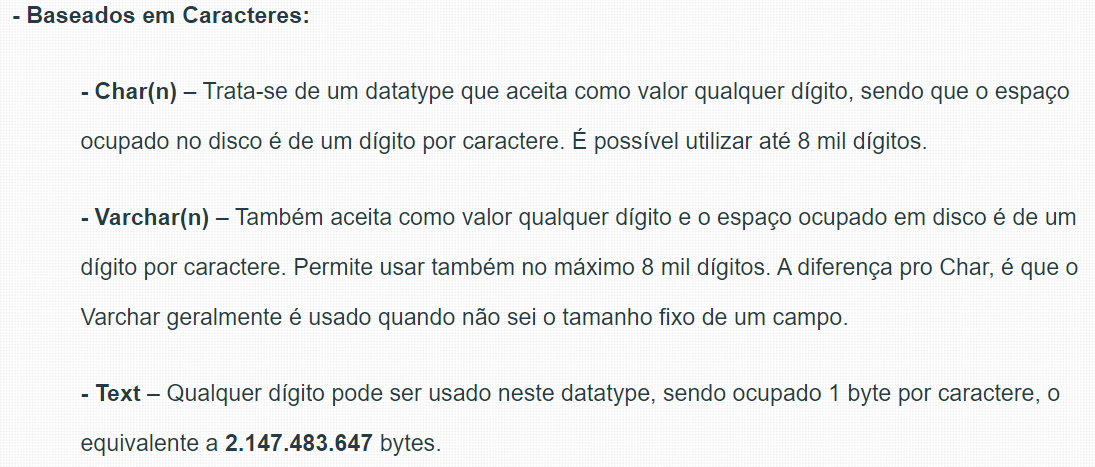 - Baseados em Caracteres:
- Char(n) – Trata-se de um datatype que aceita como valor qualquer dígito, sendo que o espaço
ocupado no disco é de um dígito por caractere. É possível utilizar até 8 mil dígitos.
- Varchar(n) – Também aceita como valor qualquer dígito e o espaço ocupado em disco é de um
dígito por caractere. Permite usar também no máximo 8 mil dígitos. A diferença pro Char, é que o
Varchar geralmente é usado quando não sei o tamanho fixo de um campo.
- Text – Qualquer dígito pode ser usado neste datatype, sendo ocupado 1 byte por caractere, o
equivalente a 2.147.483.647 bytes.